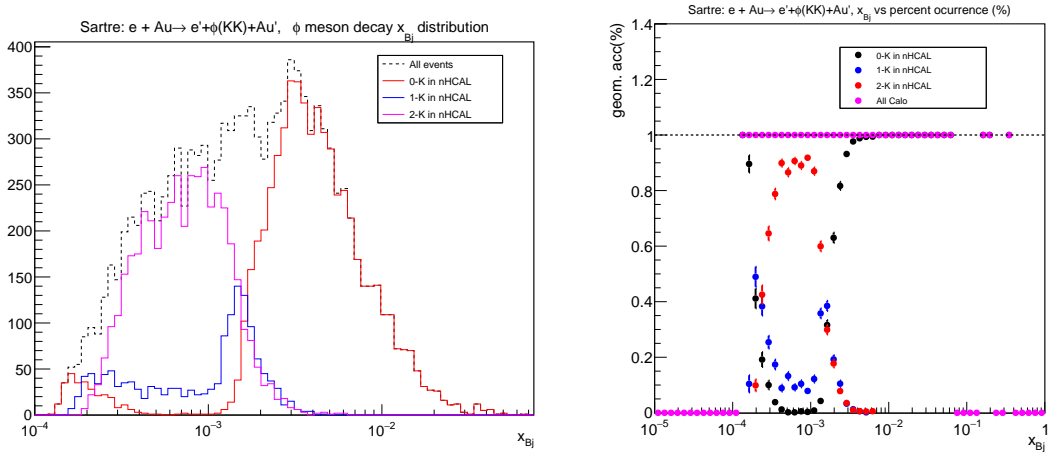 Sartre: e + Au→ e'+ϕ(KK)+Au', ϕ meson decay x_Bj distribution
400
350
300
250
200
150
100
50
0
All events
0-K in nHCAL
1-K in nHCAL
2-K in nHCAL
10⁻⁴
10⁻³
10⁻²
x_Bj
Sartre: e + Au→ e'+ϕ(KK)+Au', x_Bj vs percent ocurrence (%)
geom. acc(%)
1.4
1.2
1
0.8
0.6
0.4
0.2
0
0-K in nHCAL
1-K in nHCAL
2-K in nHCAL
All Calo
10⁻⁵
10⁻⁴
10⁻³
10⁻²
10⁻¹
1
x_Bj